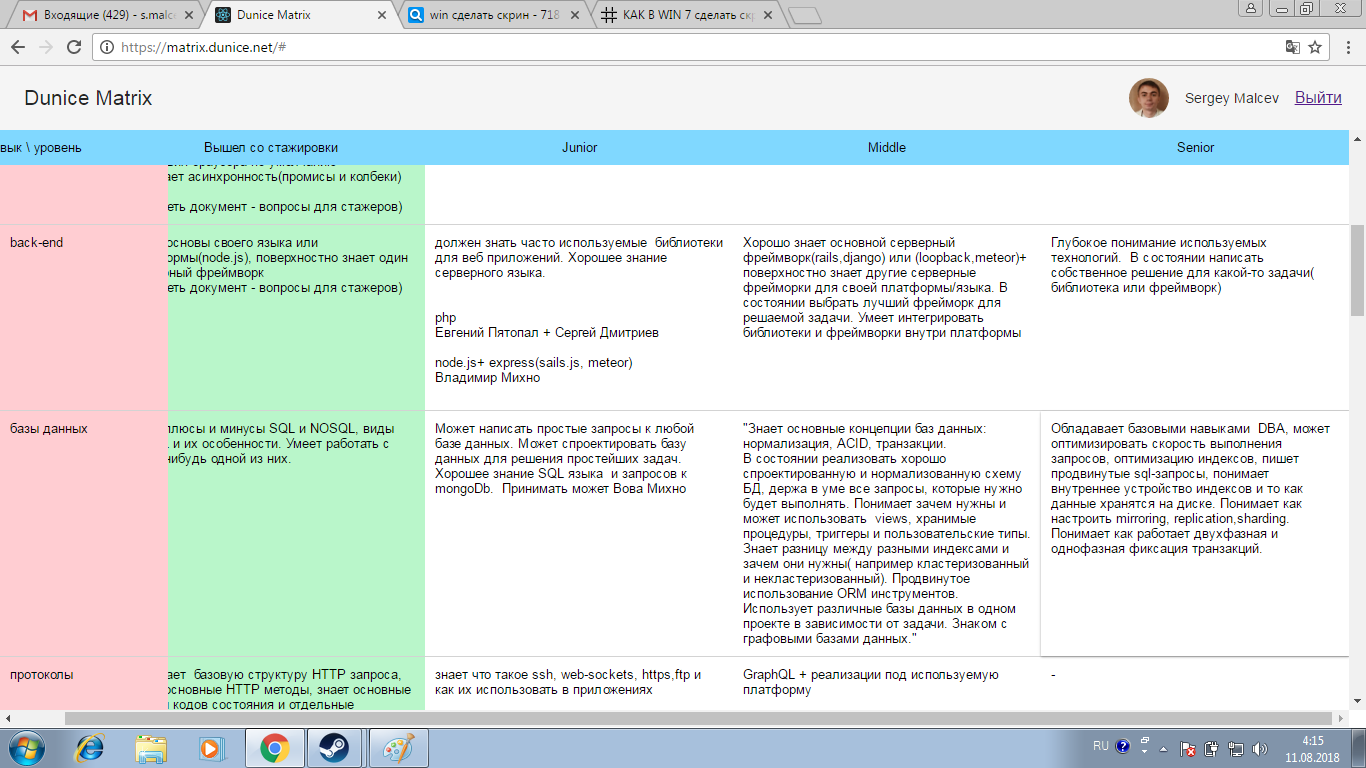 Входящие (429) - s.malce
Dunice Matrix
win сделать скрин - 718
КАК В WIN 7 сделать скр
https://matrix.dunice.net/#
Dunice Matrix
Sergey Malcev
Выйти
вык \ уровень
Вышел со стажировки
Junior
Middle
Senior
ает асинхронность(промисы и колбеки)
еть документ - вопросы для стажеров)
back-end
основы своего языка или
ормы(node.js), поверхностно знает один
ный фреймворк
еть документ - вопросы для стажеров)
должен знать часто используемые библиотеки
для веб приложений. Хорошее знание
серверного языка.
php
Евгений Пятопал + Сергей Дмитриев
node.js+ express(sails.js, meteor)
Владимир Михно
Хорошо знает основной серверный
фреймворк(rails,django) или (loopback,meteor)+
поверхностно знает другие серверные
фрейморки для своей платформы/языка. В
состоянии выбрать лучший фрейморк для
решаемой задачи. Умеет интегрировать
библиотеки и фреймворки внутри платформы
Глубокое понимание используемых
технологий. В состоянии написать
собственное решение для какой-то задачи(
библиотека или фреймворк)
базы данных
плюсы и минусы SQL и NOSQL, виды
и их особенности. Умеет работать с
нибудь одной из них.
Может написать простые запросы к любой
базе данных. Может спроектировать базу
данных для решения простейших задач.
Хорошее знание SQL языка и запросов к
mongoDb. Принимать может Вова Михно
"Знает основные концепции баз данных:
нормализация, ACID, транзакции.
В состоянии реализовать хорошо
спроектированную и нормализованную схему
БД, держа в уме все запросы, которые нужно
будет выполнять. Понимает зачем нужны и
может использовать views, хранимые
процедуры, триггеры и пользовательские типы.
Знает разницу между разными индексами и
зачем они нужны( например кластеризованный
и некластеризованный). Продвинутое
использование ORM инструментов.
Использует различные базы данных в одном
проекте в зависимости от задачи. Знаком с
графовыми базами данных."
Обладает базовыми навыками DBA, может
оптимизировать скорость выполнения
запросов, оптимизацию индексов, пишет
продвинутые sql-запросы, понимает
внутреннее устройство индексов и то как
данные хранятся на диске. Понимает как
настроить mirroring, replication,sharding.
Понимает как работает двухфазная и
однофазная фиксация транзакций.
протоколы
ает базовую структуру HTTP запроса,
основные HTTP методы, знает основные
кодов состояния и отдельные
знает что такое ssh, web-sockets, https,ftp и
как их использовать в приложениях
GraphQL + реализации под используемую
платформу
-
RU
4:15
11.08.2018